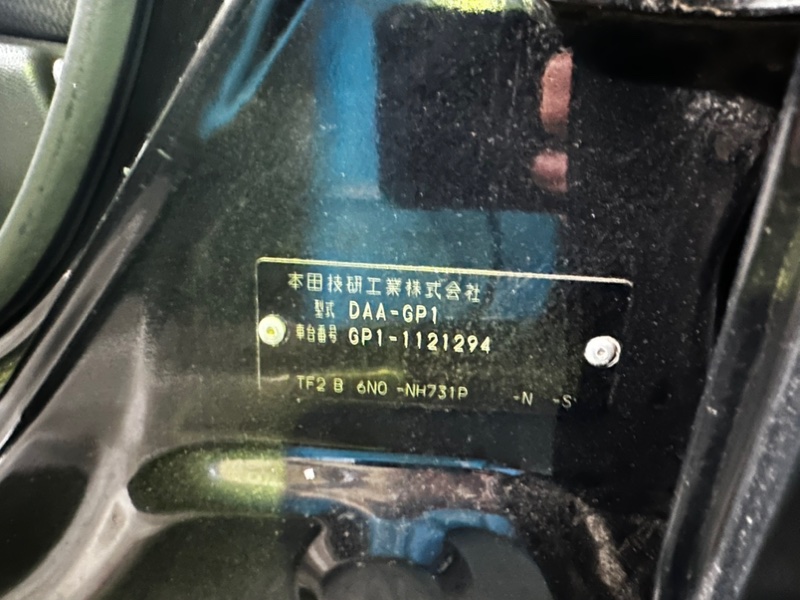 本田技研工業株式会社
型式 DAA-GP1
車台番号 GP1-1121294
TF2 B 6N0 -NH731P -N -S